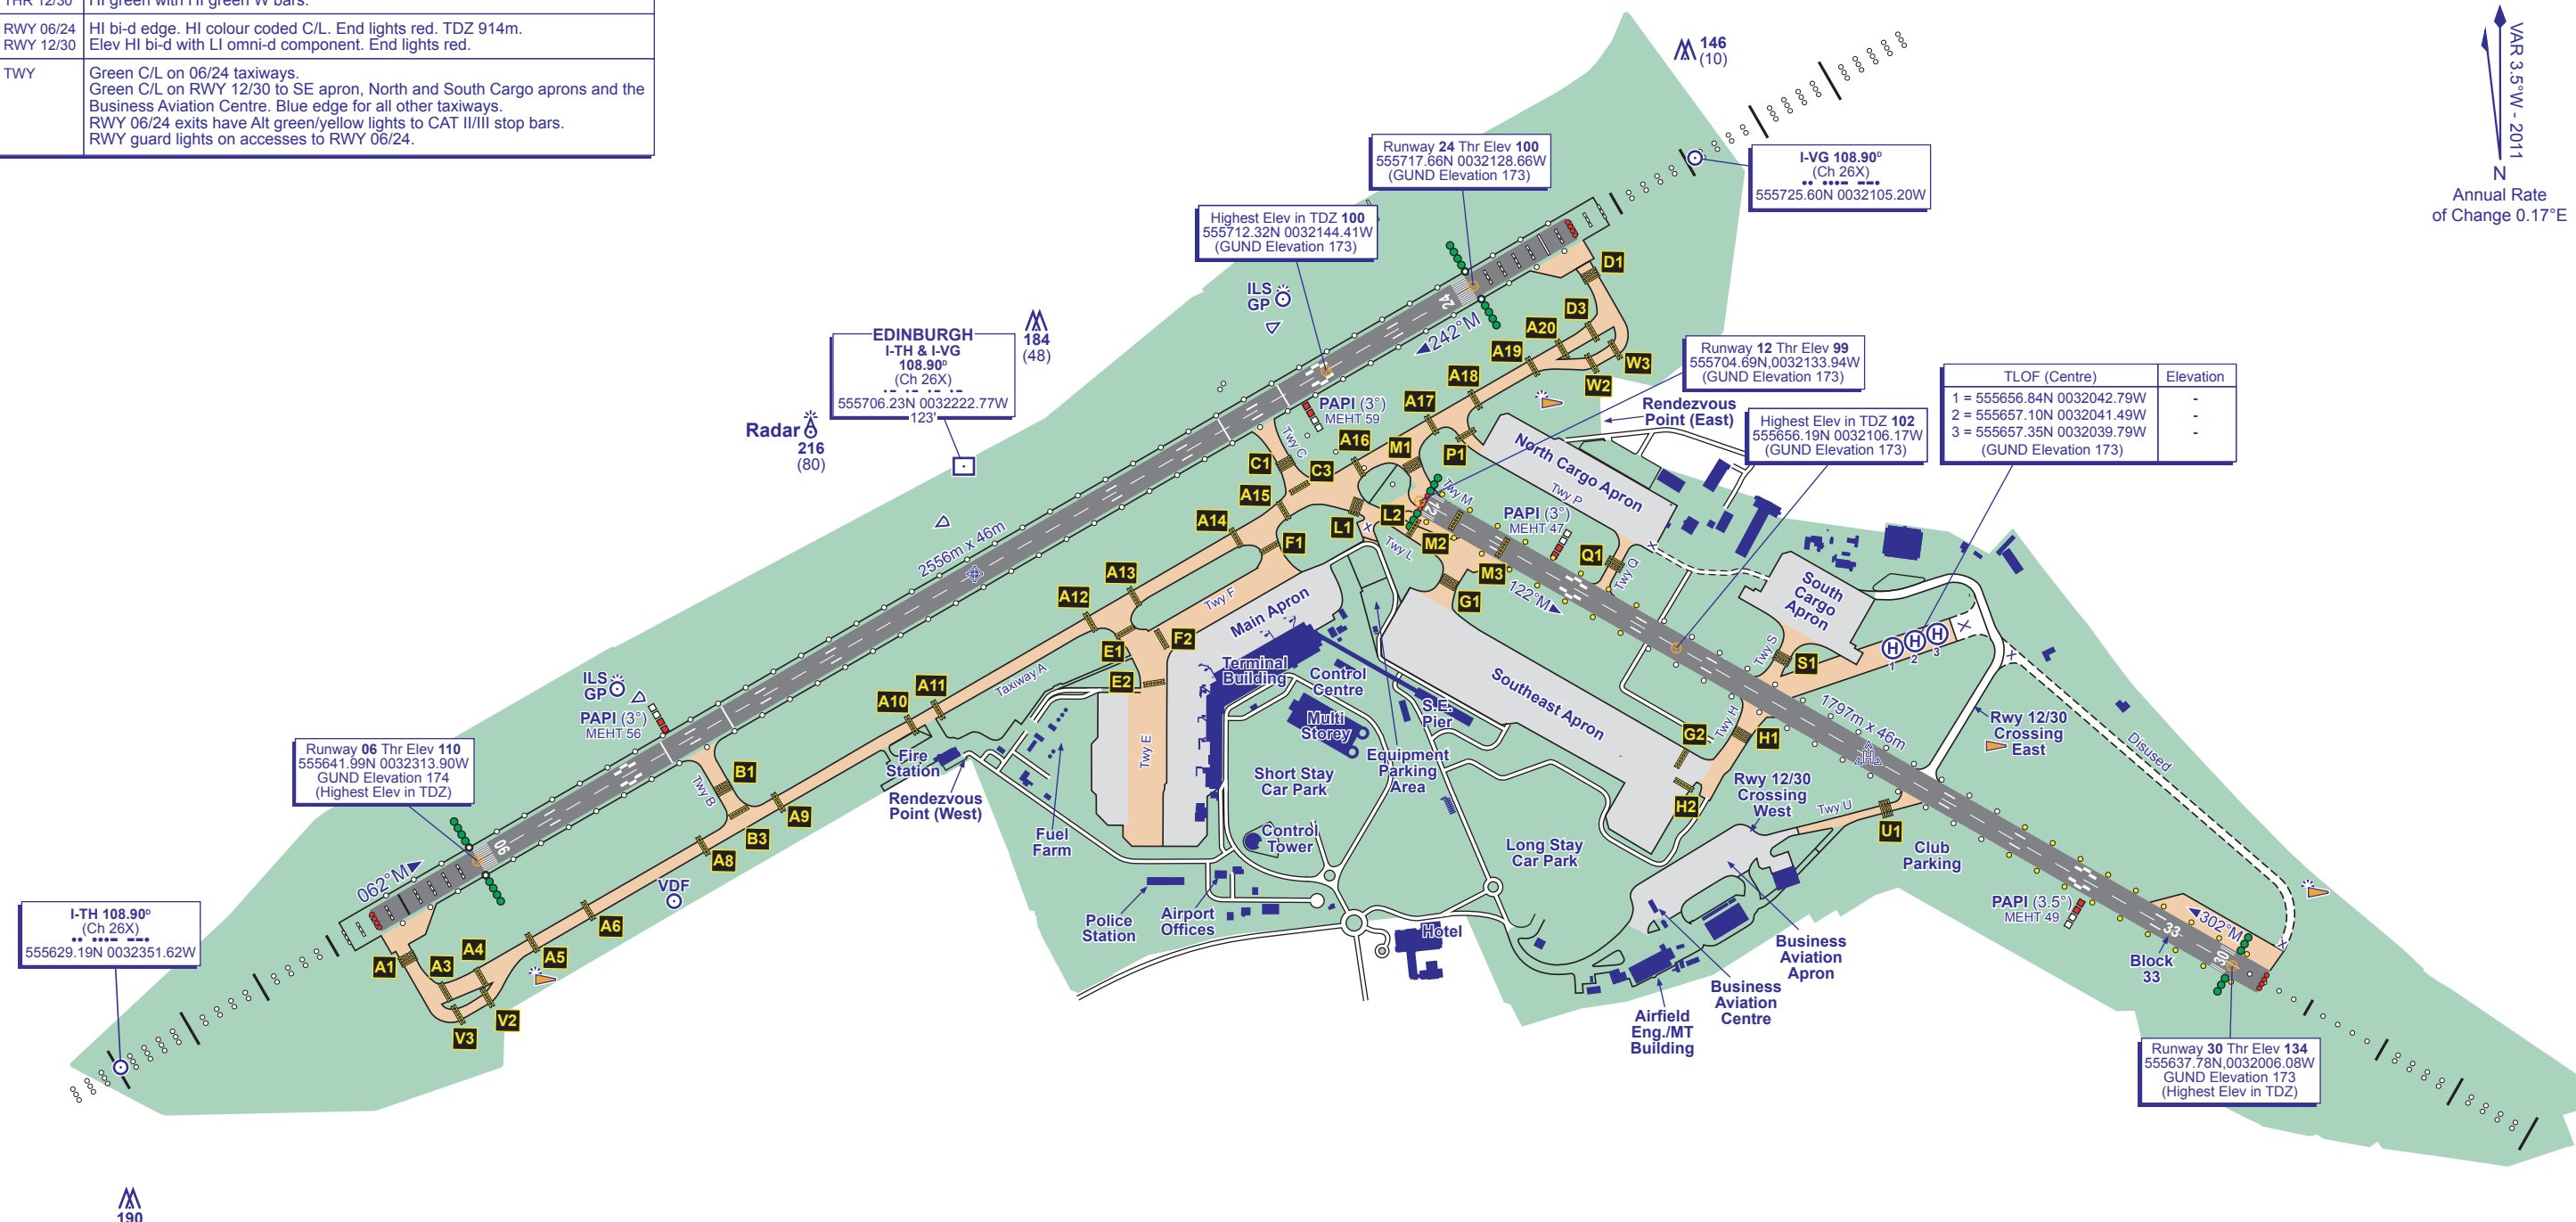 THR 12/30 HI green with HI green W bars.
RWY 06/24 HI bi-d edge. HI colour coded C/L. End lights red. TDZ 914m.
RWY 12/30 Elev HI bi-d with LI omni-d component. End lights red.
TWY Green C/L on 06/24 taxiways.
Green C/L on RWY 12/30 to SE apron, North and South Cargo aprons and the
Business Aviation Centre. Blue edge for all other taxiways.
RWY 06/24 exits have Alt green/yellow lights to CAT II/III stop bars.
RWY guard lights on accesses to RWY 06/24.
146
(10)
VAR 3.5°W - 2011
N
Annual Rate
of Change 0.17°E
Runway 24 Thr Elev 100
555717.66N 0032128.66W
(GUND Elevation 173)
I-VG 108.90ᴰ
(Ch 26X)
555725.60N 0032105.20W
Highest Elev in TDZ 100
555712.32N 0032144.41W
(GUND Elevation 173)
ILS
GP
24
242°M
D1
D3
A20
A19
W3
W2
A18
A17
EDINBURGH
I-TH & I-VG
108.90ᴰ
(Ch 26X)
555706.23N 0032222.77W
123'
184
(48)
Radar
216
(80)
Runway 12 Thr Elev 99
555704.69N,0032133.94W
(GUND Elevation 173)
Rendezvous
Point (East)
Highest Elev in TDZ 102
555656.19N 0032106.17W
(GUND Elevation 173)
TLOF (Centre) Elevation
1 = 555656.84N 0032042.79W -
2 = 555657.10N 0032041.49W -
3 = 555657.35N 0032039.79W -
(GUND Elevation 173)
PAPI (3°)
MEHT 59
Twy C
A16
M1
P1
C1
C3
A15
A14
F1
L1
L2
X
12
Twy M
Twy L
M2
M3
G1
North Cargo Apron
Twy P
PAPI (3°)
MEHT 47
Q1
Twy Q
X
122°M
2556m x 46m
A13
A12
Twy F
Main Apron
F2
E1
E2
Terminal
Building
Control
Centre
Multi
Storey
S.E.
Pier
Equipment
Parking
Area
Southeast Apron
South
Cargo
Apron
Twy S
S1
H
H
H
1
2
3
X
X
Rwy 12/30
Crossing
East
Disused
1797m x 46m
H
Twy H
G2
H1
H2
Rwy 12/30
Crossing
West
Twy U
U1
Club
Parking
A11
A10
Taxiway A
Fire
Station
Rendezvous
Point (West)
Twy E
Fuel
Farm
Short Stay
Car Park
Control
Tower
Long Stay
Car Park
Police
Station
Airport
Offices
Hotel
Business
Aviation
Apron
Business
Aviation
Centre
Airfield
Eng./MT
Building
ILS
GP
PAPI (3°)
MEHT 56
Runway 06 Thr Elev 110
555641.99N 0032313.90W
GUND Elevation 174
(Highest Elev in TDZ)
Twy B
B1
B3
A9
A8
06
062°M
VDF
A6
A5
A4
A3
A1
V2
V3
I-TH 108.90ᴰ
(Ch 26X)
555629.19N 0032351.62W
PAPI (3.5°)
MEHT 49
302°M
33
30
X
Block
33
Runway 30 Thr Elev 134
555637.78N,0032006.08W
GUND Elevation 173
(Highest Elev in TDZ)
190